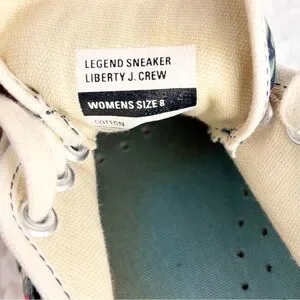 LEGEND SNEAKER
LIBERTY J. CREW
WOMENS SIZE 8
COTTON